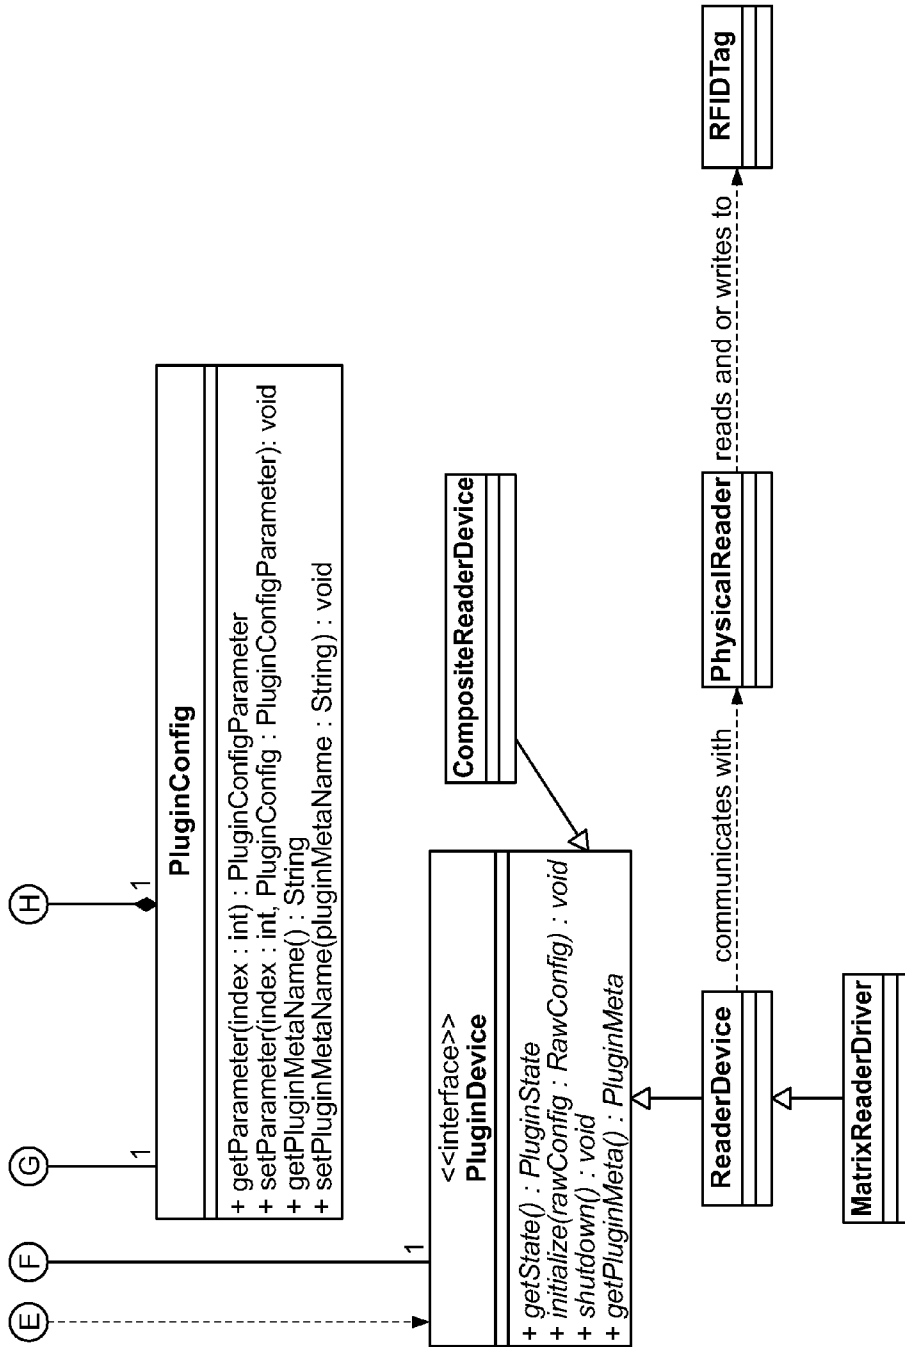 E
F
G
H
1
1
1
PluginConfig
+ getParameter(index : int) : PluginConfigParameter
+ setParameter(index : int, PluginConfig : PluginConfigParameter): void
+ getPluginMetaName() : String
+ setPluginMetaName(pluginMetaName : String) : void
<<interface>>
PluginDevice
+ getState() : PluginState
+ initialize(rawConfig : RawConfig) : void
+ shutdown() : void
+ getPluginMeta() : PluginMeta
CompositeReaderDevice
ReaderDevice
communicates with
PhysicalReader
reads and or writes to
RFIDTag
MatrixReaderDriver